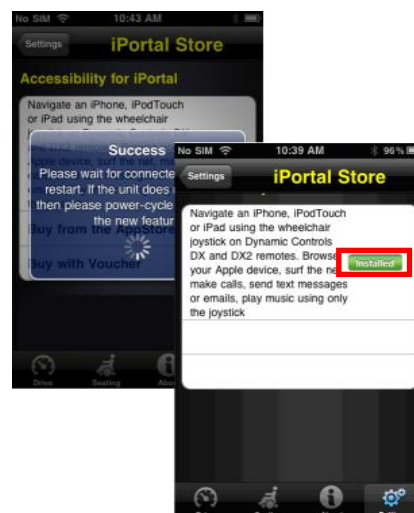 No SIM 10:43 AM
Settings iPortal Store
Accessibility for iPortal
Navigate an iPhone, iPodTouch
or iPad using the wheelchair
Success
Please wait for connecte
restart. If the unit does
then please power-cycle
the new featur
Buy from the AppStore
Buy with Voucher
Drive Seating Abo
No SIM 10:39 AM 96%
Settings iPortal Store
Navigate an iPhone, iPodTouch
or iPad using the wheelchair
joystick on Dynamic Controls
DX and DX2 remotes. Browse
your Apple device, surf the ne
make calls, send text messages
or emails, play music using only
the joystick
Installed